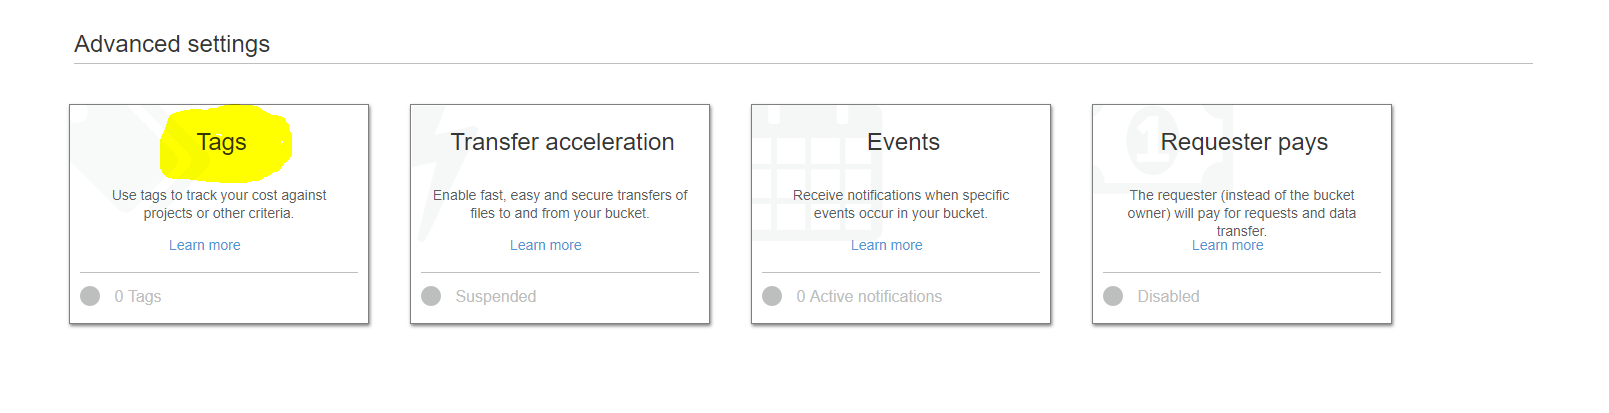 Advanced settings
Tags
Use tags to track your cost against
projects or other criteria.
Learn more
0 Tags
Transfer acceleration
Enable fast, easy and secure transfers of
files to and from your bucket.
Learn more
Suspended
Events
Receive notifications when specific
events occur in your bucket.
Learn more
0 Active notifications
1
Requester pays
The requester (instead of the bucket
owner) will pay for requests and data
transfer.
Learn more
Disabled